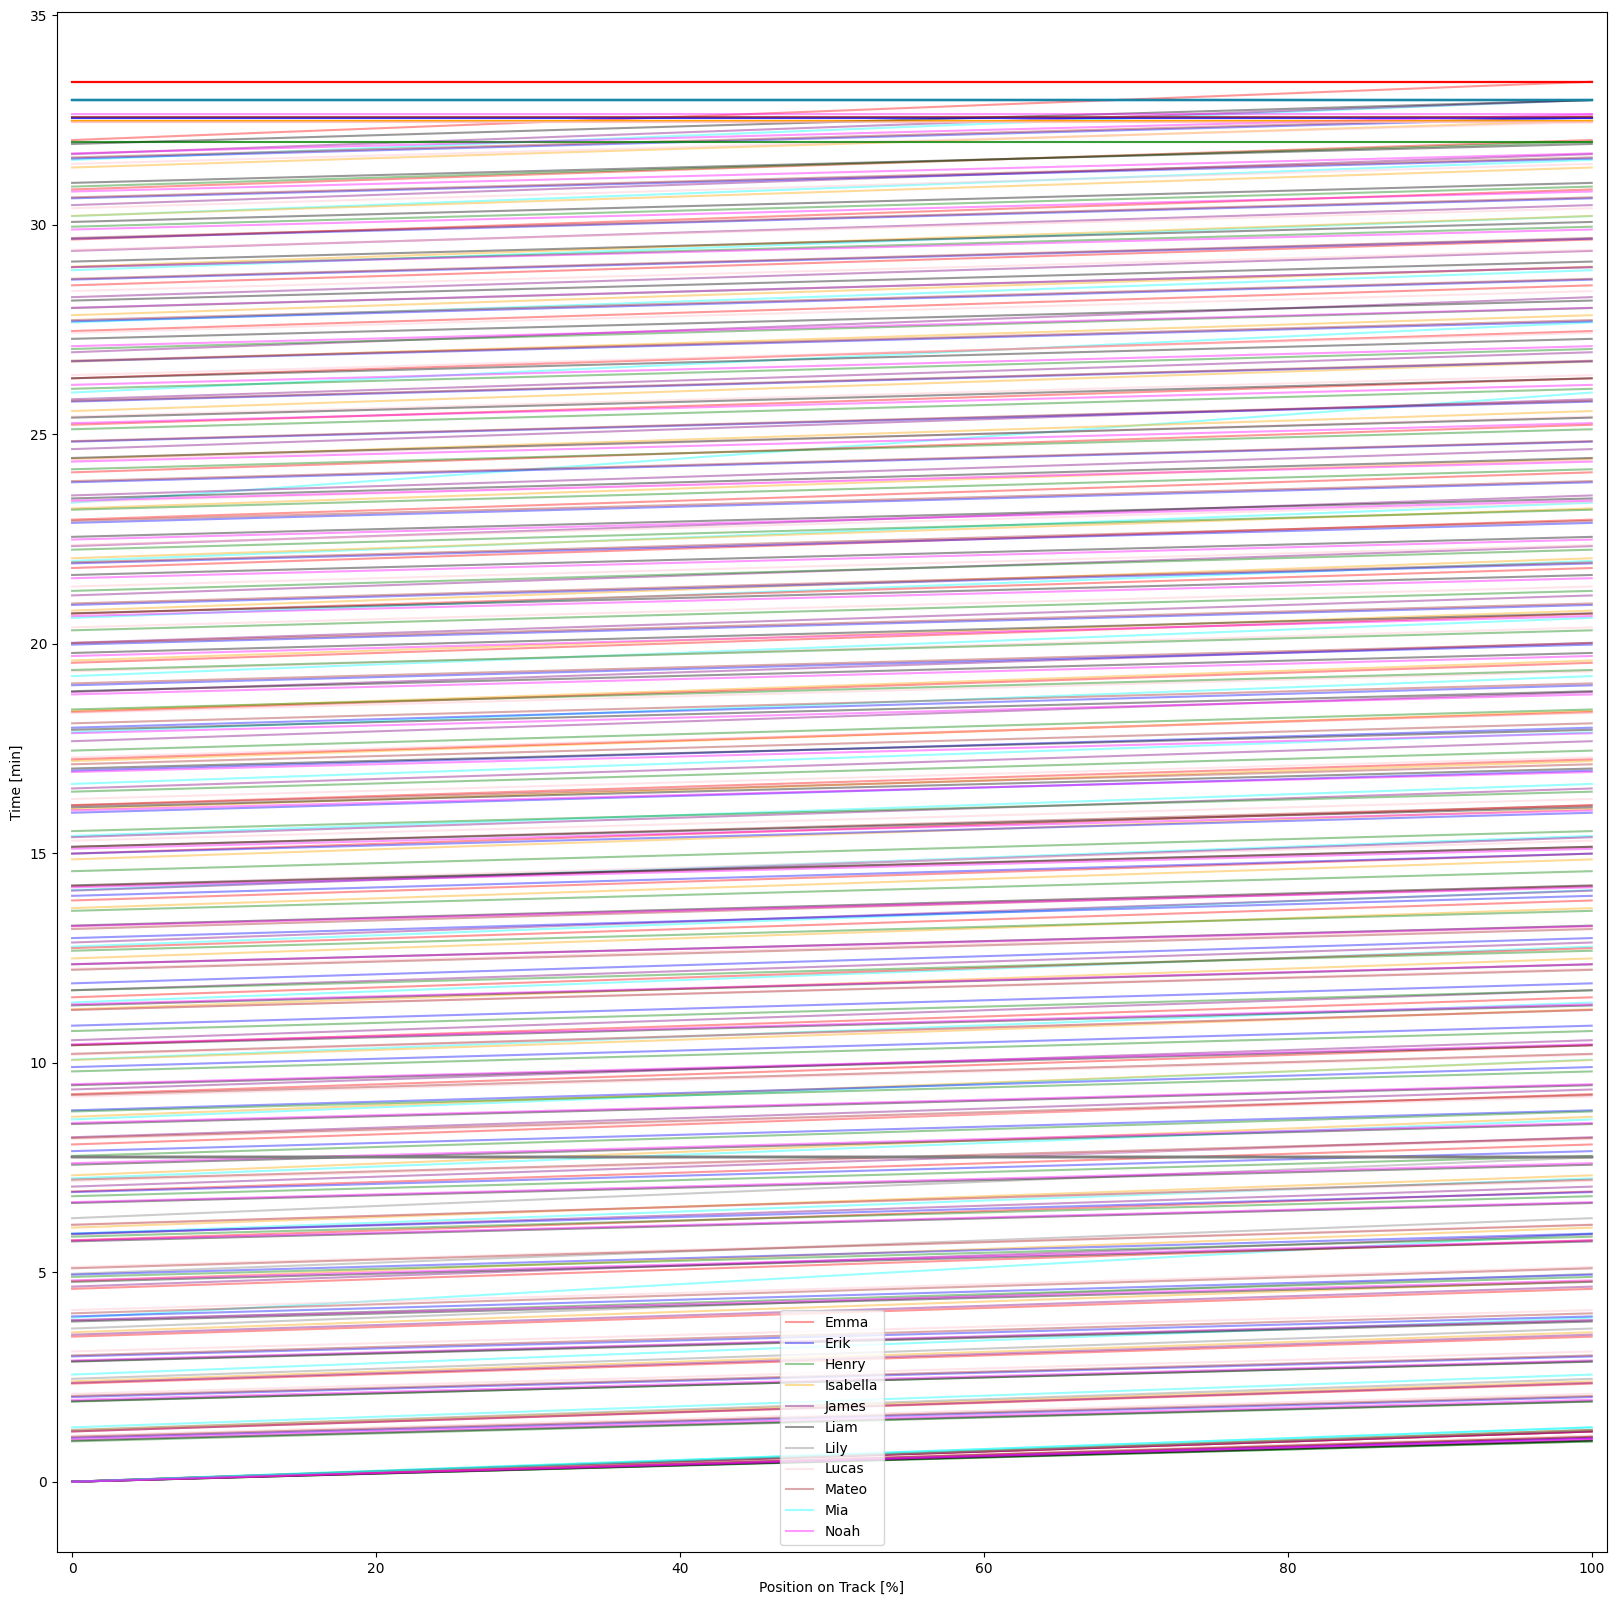 35
30
25
20
15
10
5
0
Time [min]
Emma
Erik
Henry
Isabella
James
Liam
Lily
Lucas
Mateo
Mia
Noah
0 20 40 60 80 100
Position on Track [%]